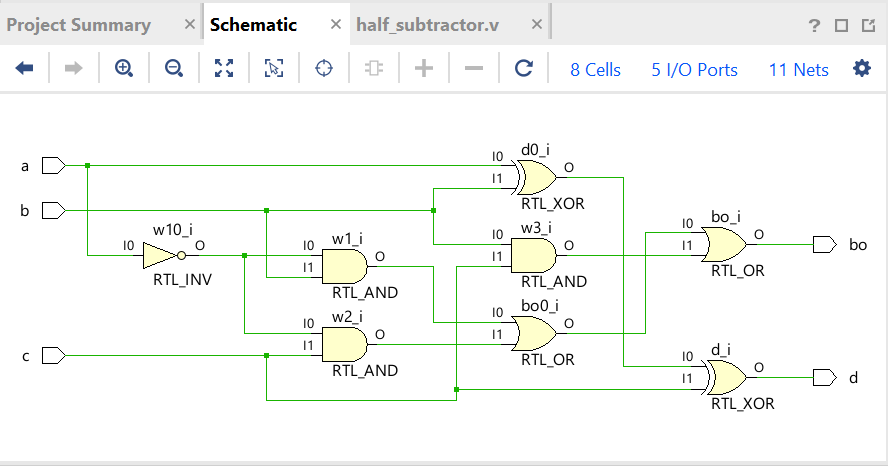 Project Summary × Schematic × half_subtractor.v × ?
8 Cells 5 I/O Ports 11 Nets
d0_i
a I0 O
I1
RTL_XOR
b
w10_i w1_i w3_i bo_i
I0 O I0 O I0 O I0 O bo
RTL_INV I1 I1 I1
RTL_AND RTL_AND RTL_OR
w2_i bo0_i
I0 O I0 O
c I1 I1
RTL_AND RTL_OR
d_i
I0 O d
I1
RTL_XOR